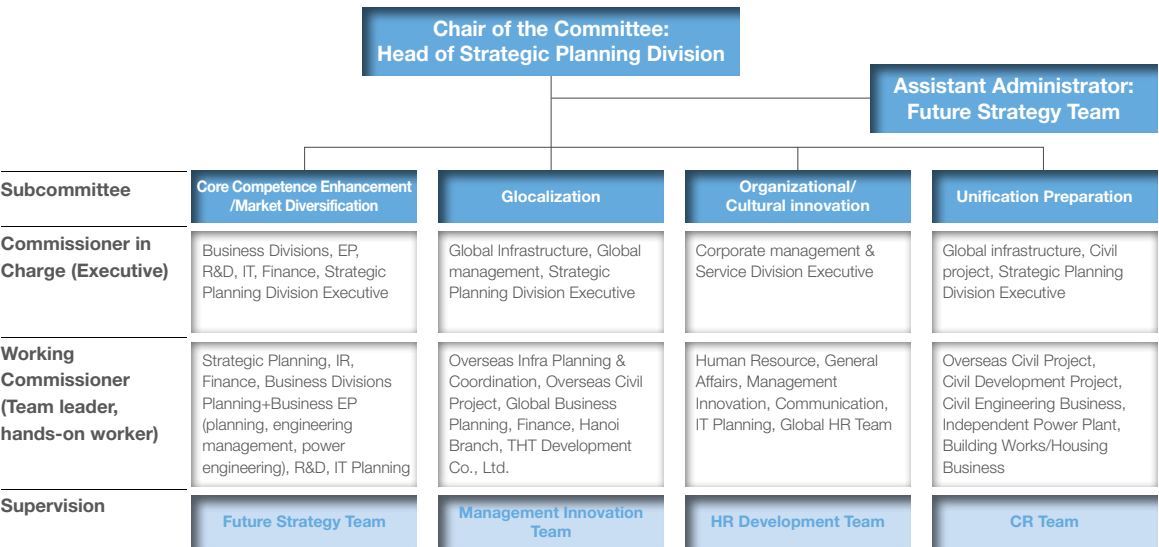 Chair of the Committee:
Head of Strategic Planning Division
Assistant Administrator:
Future Strategy Team
Subcommittee
Core Competence Enhancement
/Market Diversification
Glocalization
Organizational/
Cultural innovation
Unification Preparation
Commissioner in
Charge (Executive)
Business Divisions, EP,
R&D, IT, Finance, Strategic
Planning Division Executive
Global Infrastructure, Global
management, Strategic
Planning Division Executive
Corporate management &
Service Division Executive
Global infrastructure, Civil
project, Strategic Planning
Division Executive
Working
Commissioner
(Team leader,
hands-on worker)
Strategic Planning, IR,
Finance, Business Divisions
Planning+Business EP
(planning, engineering
management, power
engineering), R&D, IT Planning
Overseas Infra Planning &
Coordination, Overseas Civil
Project, Global Business
Planning, Finance, Hanoi
Branch, THT Development
Co., Ltd.
Human Resource, General
Affairs, Management
Innovation, Communication,
IT Planning, Global HR Team
Overseas Civil Project,
Civil Development Project,
Civil Engineering Business,
Independent Power Plant,
Building Works/Housing
Business
Supervision
Future Strategy Team
Management Innovation
Team
HR Development Team
CR Team